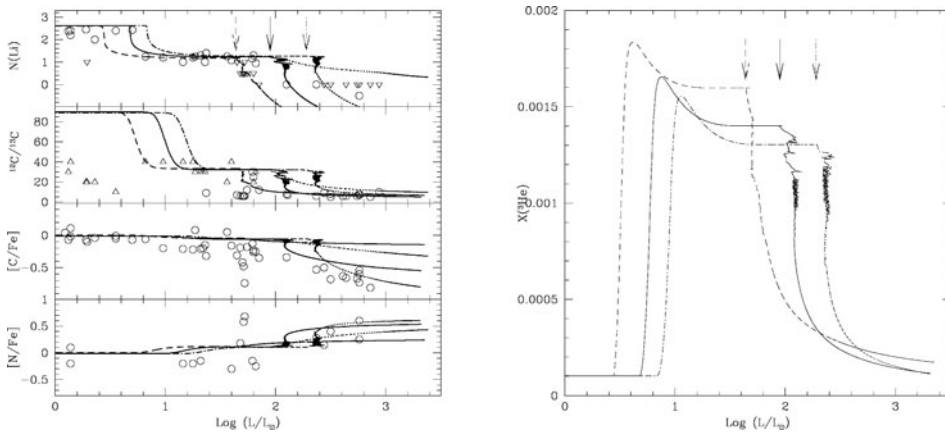 N(Li)
2
1
0
¹²C/¹³C
80
60
40
20
0
[C/Fe]
0
−0.5
1
[N/Fe]
0.5
0
−0.5
0 1 2 3
Log (L/L⊙)
X(³He)
0.002
0.0015
0.001
0.0005
0
0 1 2 3
Log (L/L⊙)